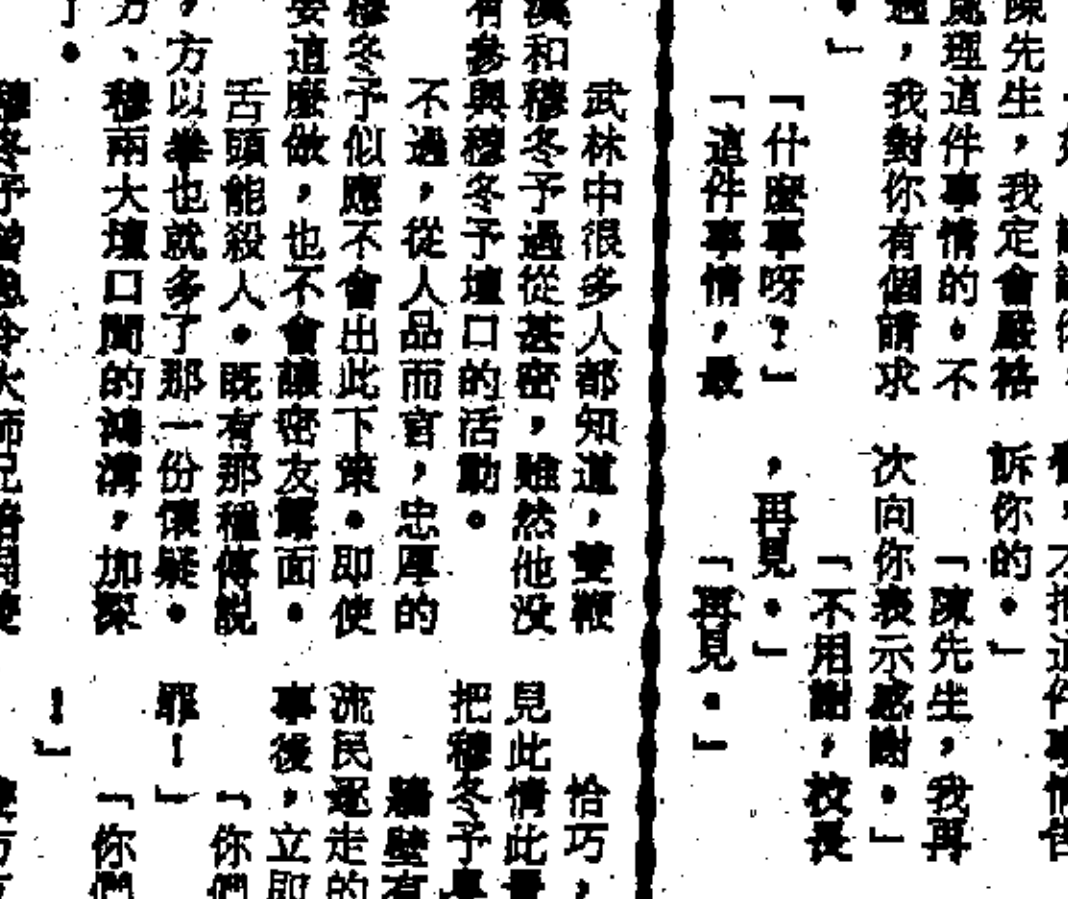 陳先生，我定會嚴格
處理這件事情的。不
過，我對你有個請求
。」
「什麼事呀？」
「這件事情，最
訴你的。」
「陳先生，我再
次向你表示感謝。」
「不用謝，校長
，再見。」
「再見。」
武林中很多人都知道，雙鞭
漢和穆冬予過從甚密，雖然他没
有參與穆冬予壇口的活動。
不過，從人品而言，忠厚的
穆冬予似應不會出此下策。即使
要這麼做，也不會讓密友露面。
舌頭能殺人。既有那種傳説
，方以拳也就多了那一份懷疑。
方、穆兩大壇口間的鴻溝，加深
了。
恰巧，
見此情此景
把穆冬予
牆壁有
流民逐走的
事後，立即
「你們
罪！」
「你們
！」